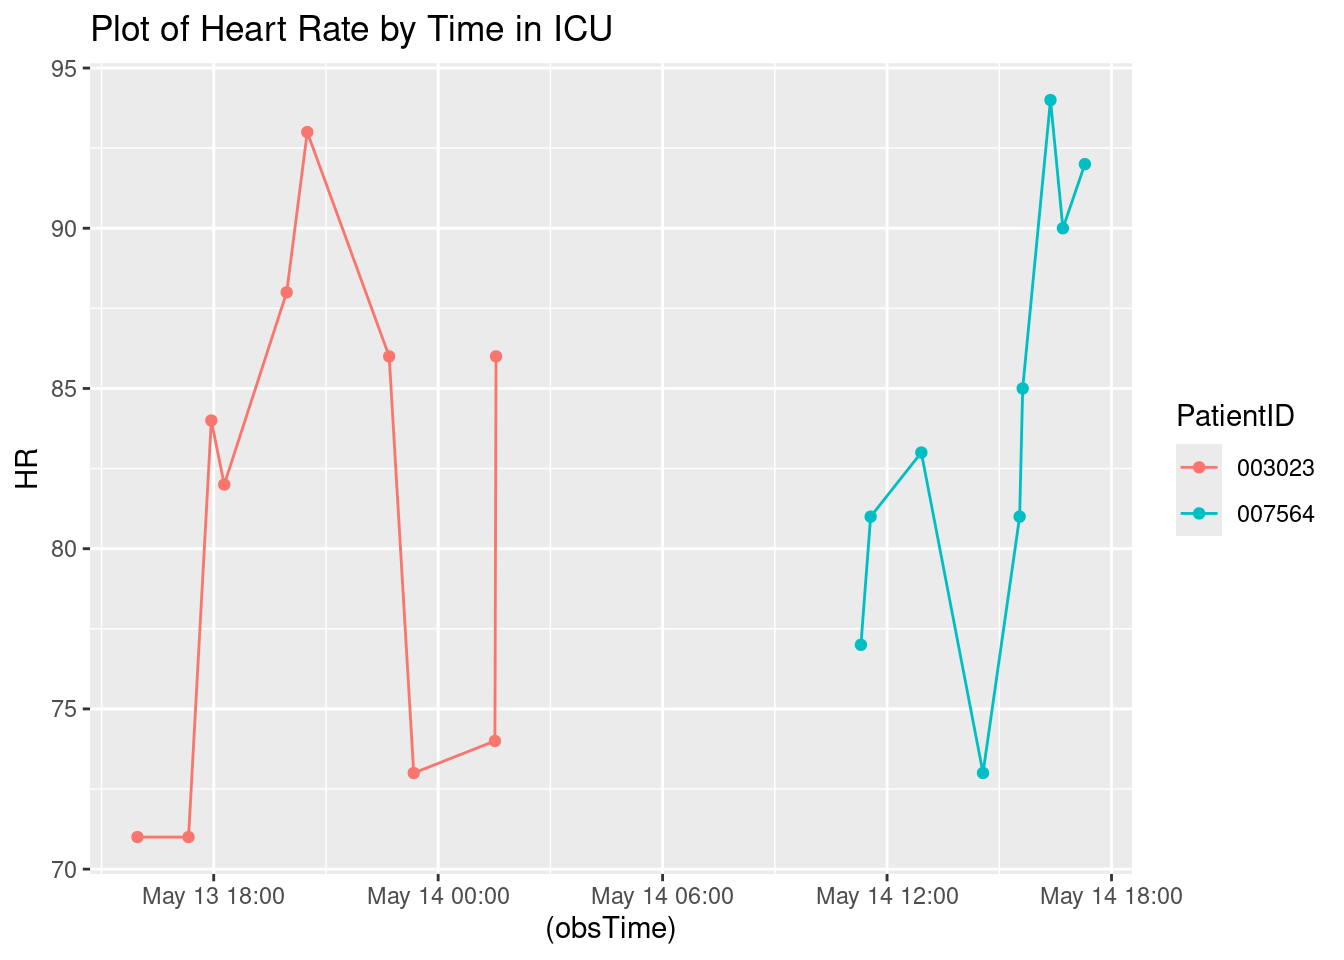 Plot of Heart Rate by Time in ICU
95
90
85
80
75
70
HR
May 13 18:00
May 14 00:00
May 14 06:00
May 14 12:00
May 14 18:00
(obsTime)
PatientID
003023
007564